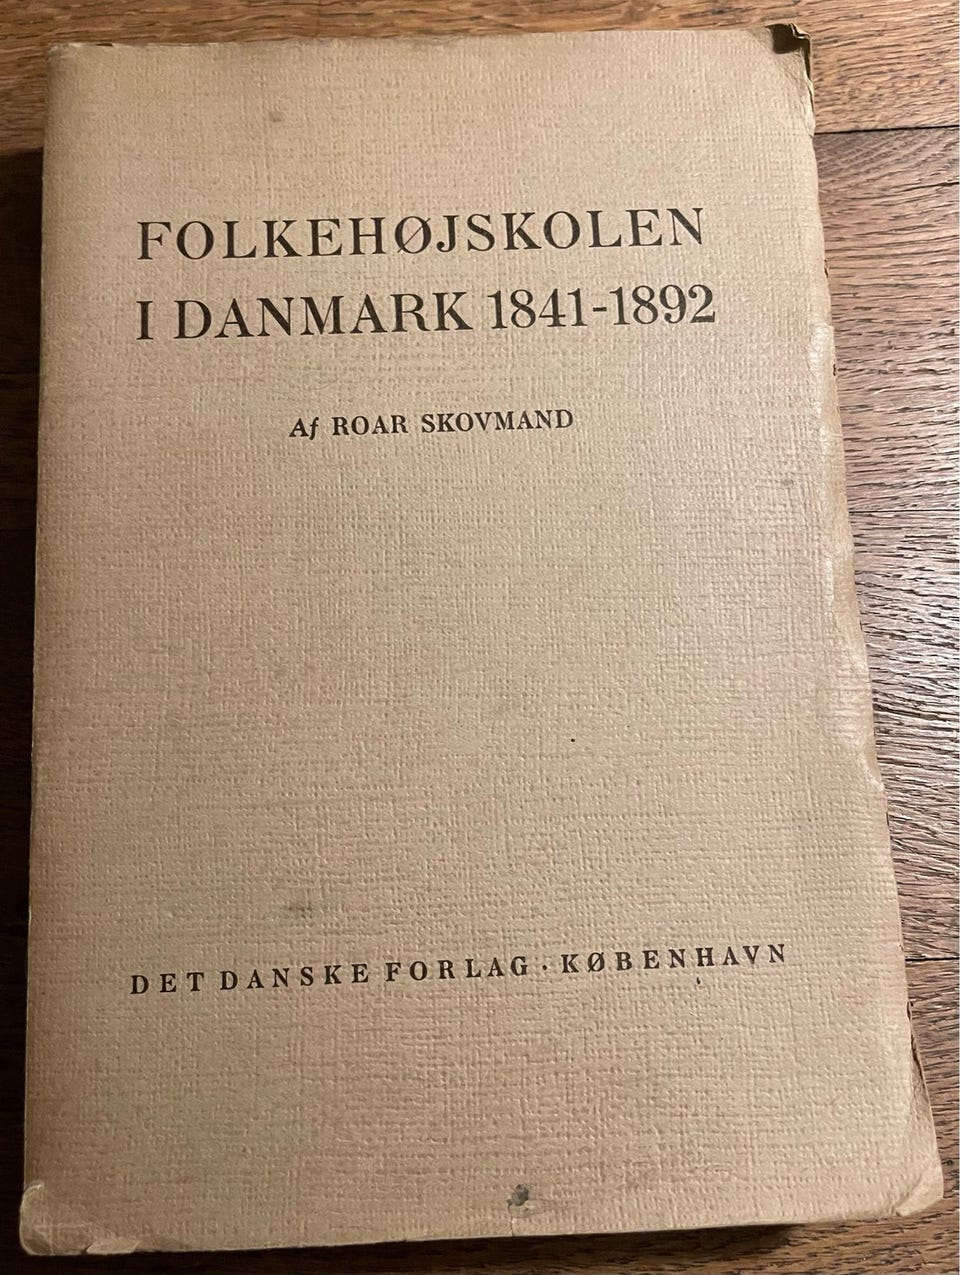 FOLKEHØJSKOLEN
I DANMARK 1841-1892
Af ROAR SKOVMAND
DET DANSKE FORLAG · KØBENHAVN